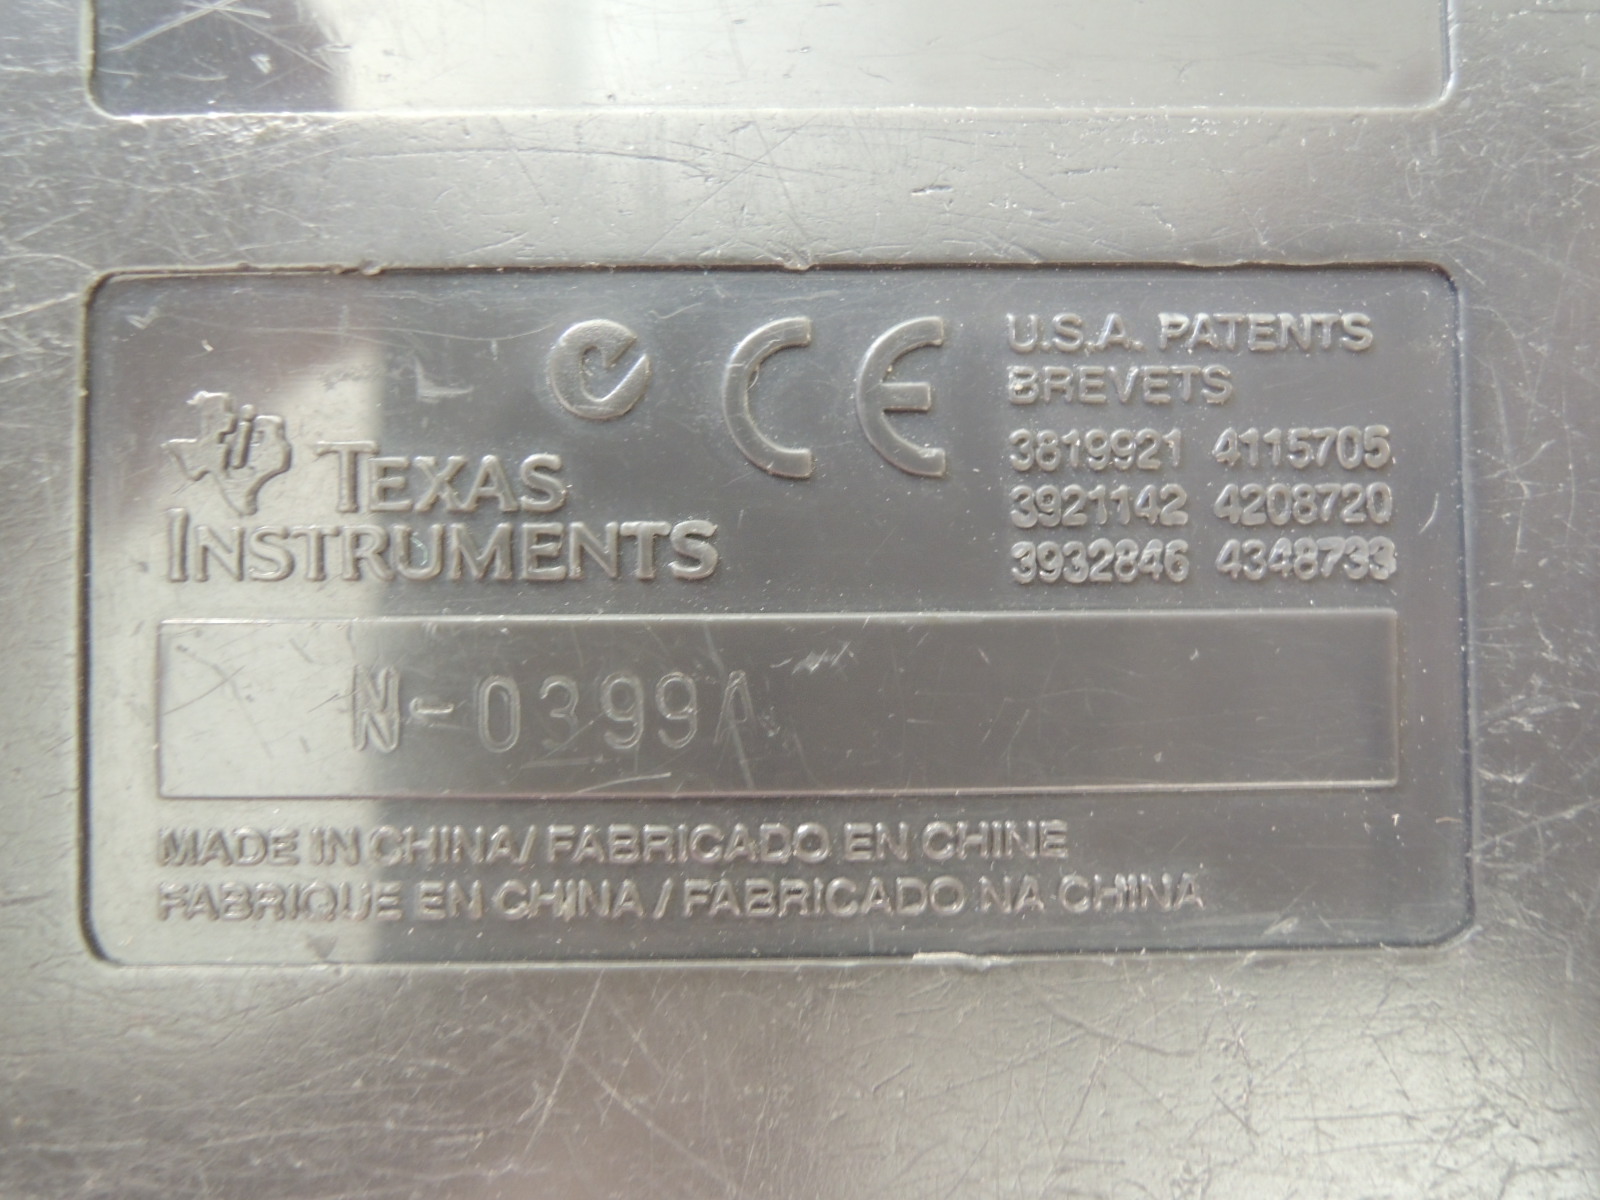 U.S.A. PATENTS
BREVETS
3819921 4115705
3921142 4208720
3932846 4348733
TEXAS
INSTRUMENTS
N-0399A
MADE IN CHINA/FABRICADO EN CHINE
FABRIQUE EN CHINA/FABRICADO NA CHINA